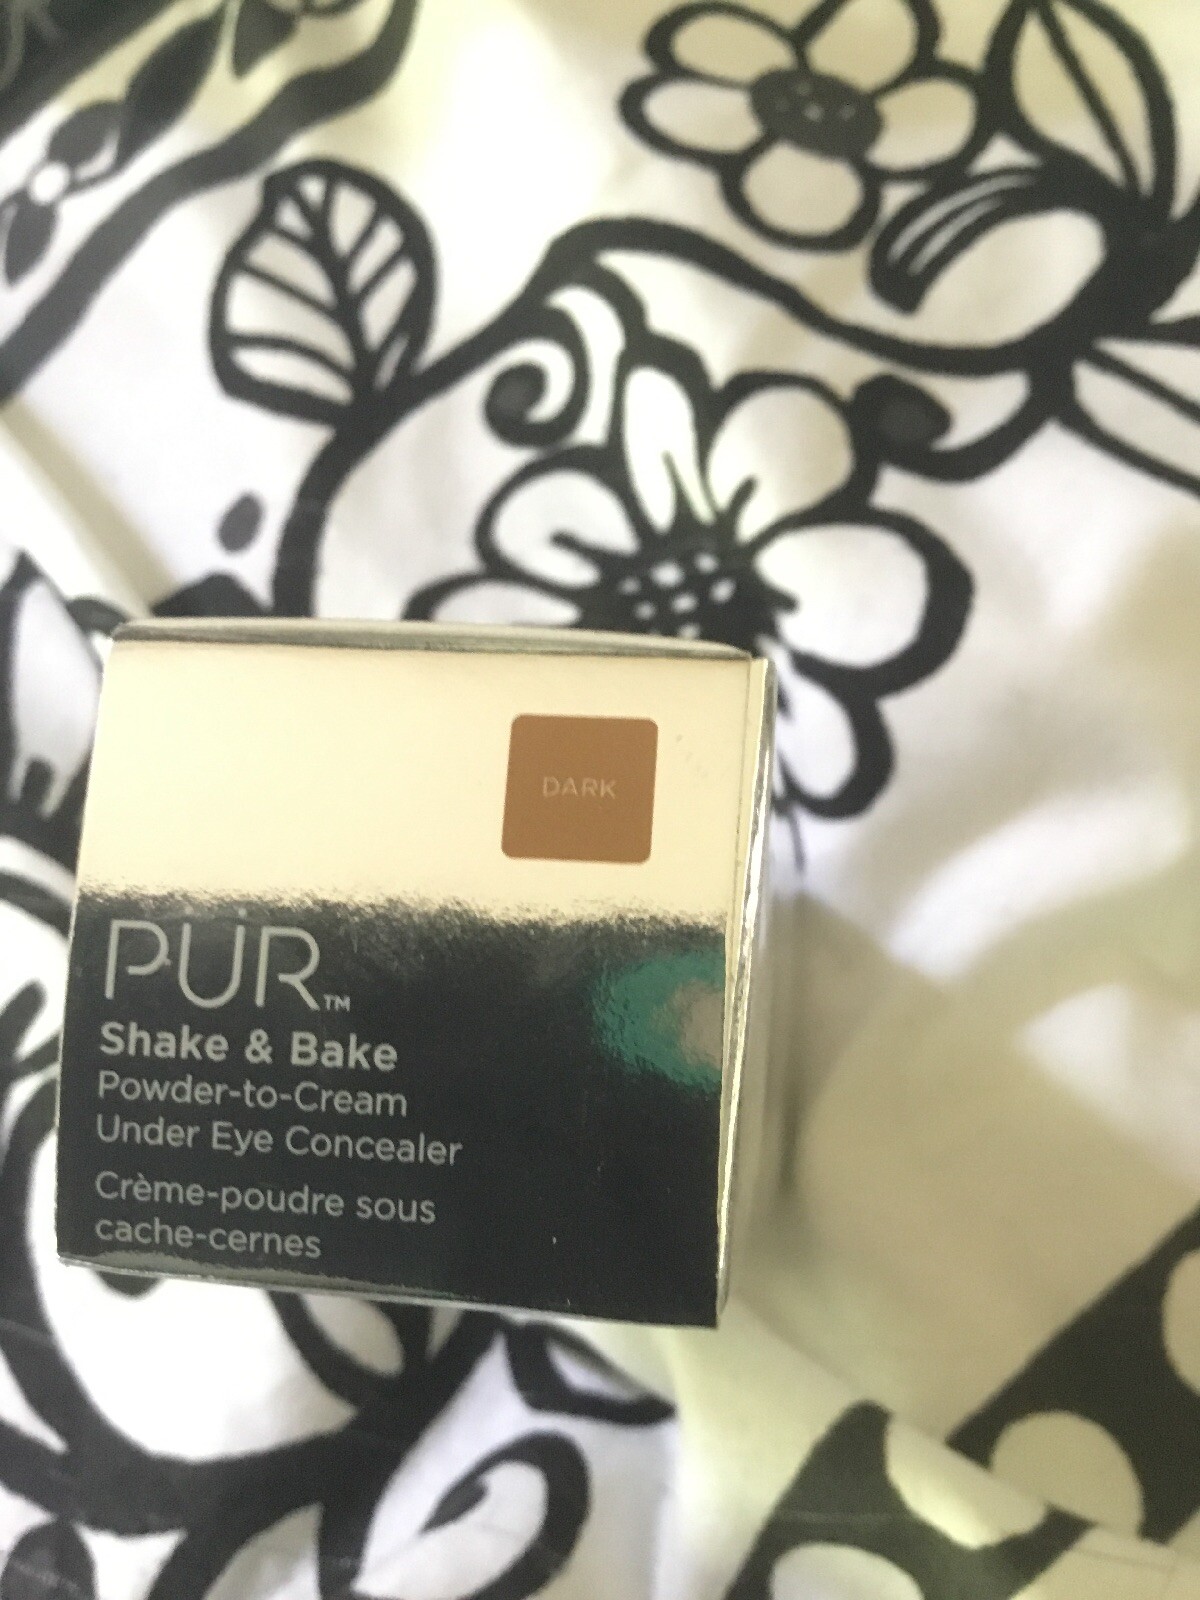 DARK
PÜR™
Shake & Bake
Powder-to-Cream
Under Eye Concealer
Crème-poudre sous
cache-cernes